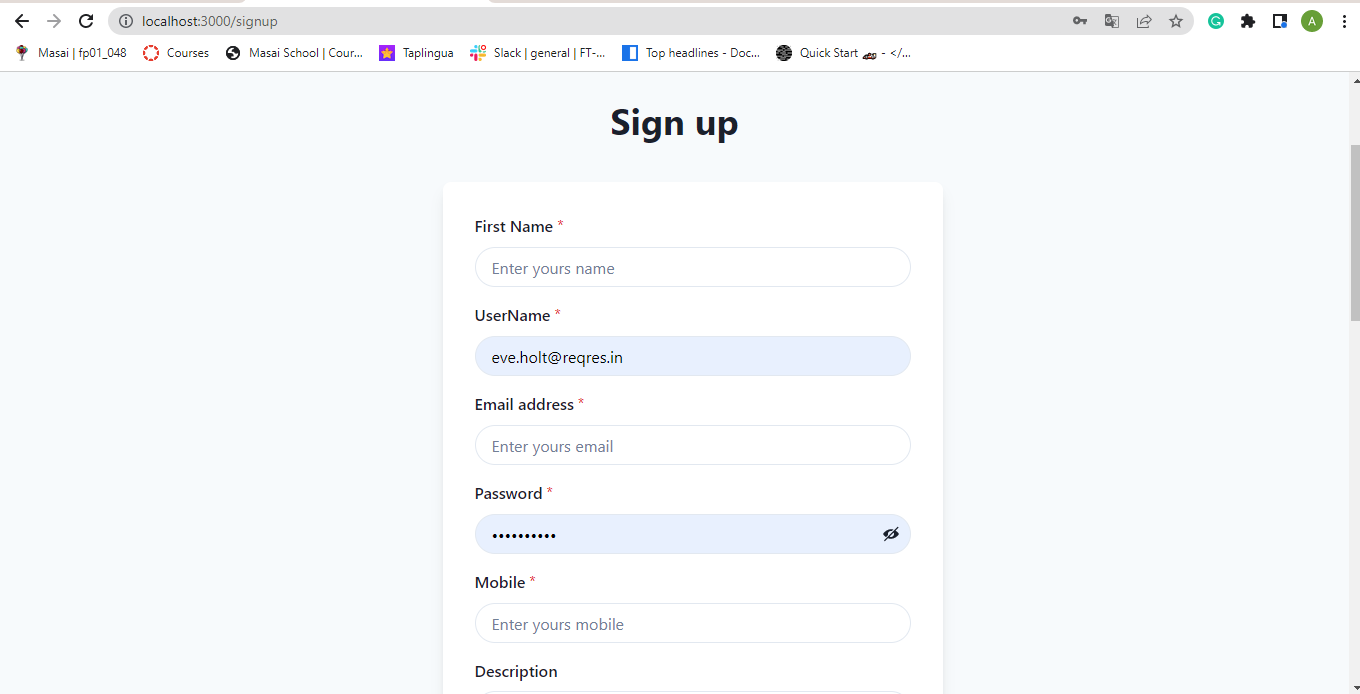 localhost:3000/signup
A
Masai | fp01_048 Courses Masai School | Cour... Taplingua Slack | general | FT-... Top headlines - Doc... Quick Start - </...
Sign up
First Name *
Enter yours name
UserName *
eve.holt@reqres.in
Email address *
Enter yours email
Password *
••••••••••
Mobile *
Enter yours mobile
Description